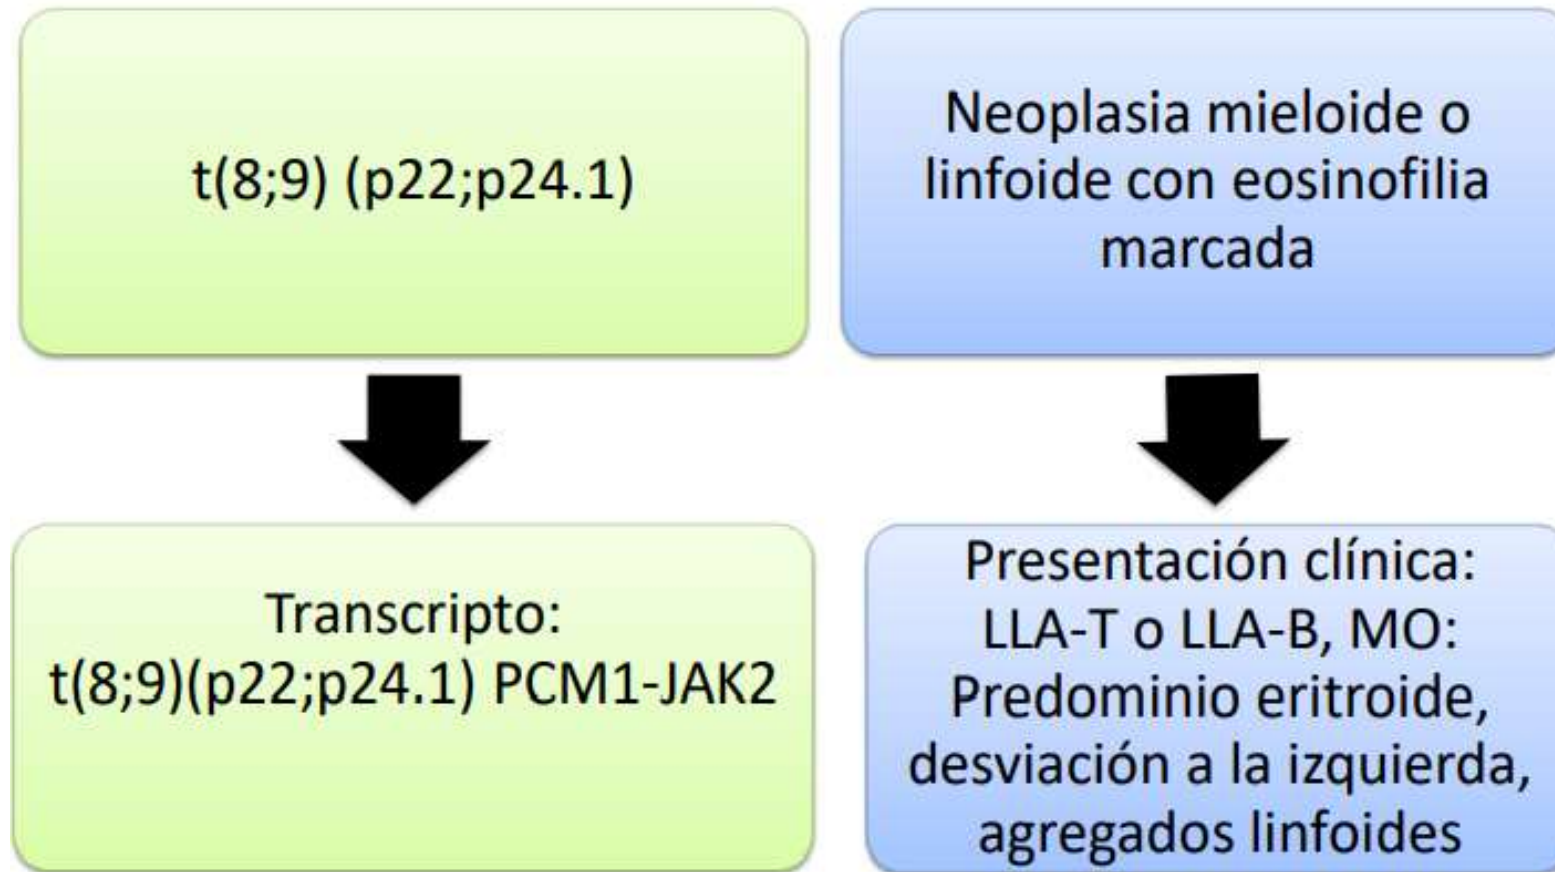 t(8;9) (p22;p24.1)
Neoplasia mieloide o
linfoide con eosinofilia
marcada
Transcripto:
t(8;9)(p22;p24.1) PCM1-JAK2
Presentación clínica:
LLA-T o LLA-B, MO:
Predominio eritroide,
desviación a la izquierda,
agregados linfoides